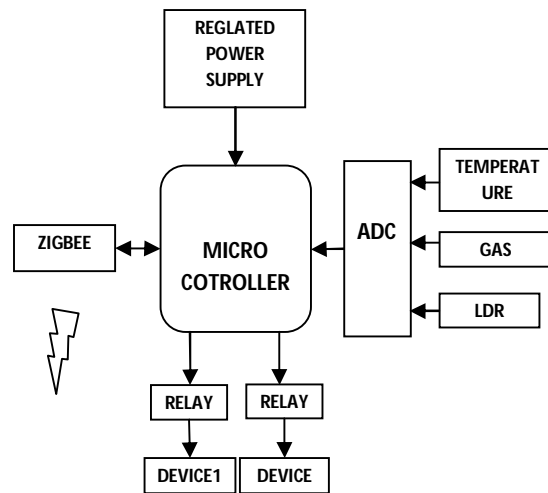 REGLATED
POWER
SUPPLY
TEMPERAT
URE
ZIGBEE
MICRO
COTROLLER
ADC
GAS
LDR
RELAY
RELAY
DEVICE1
DEVICE